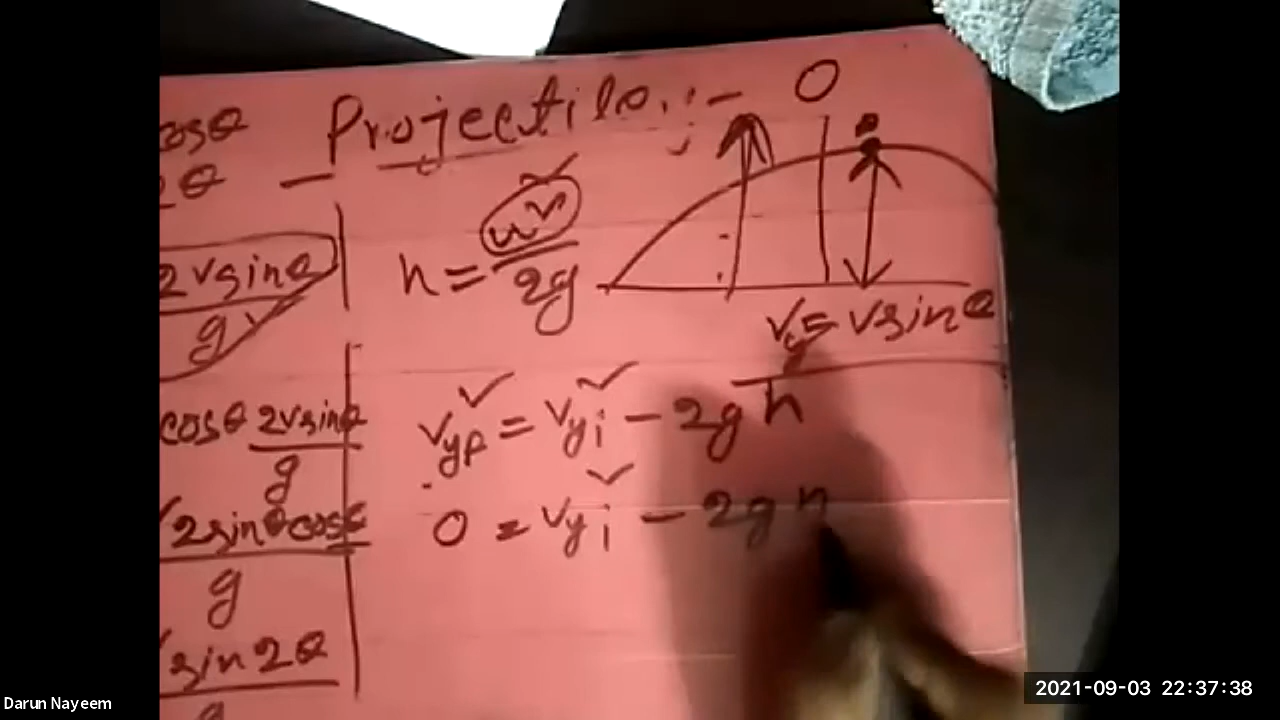 cosθ
2θ — Projectile :- 0
2vsinθ
g
h = u²
2g
vy = vsinθ
cosθ 2vsinθ
g
✓ ✓
vyf = vyi - 2gh
✓
2sinθcosθ
g
0 = vyi - 2gh
sin2θ
g
Darun Nayeem
2021-09-03 22:37:38